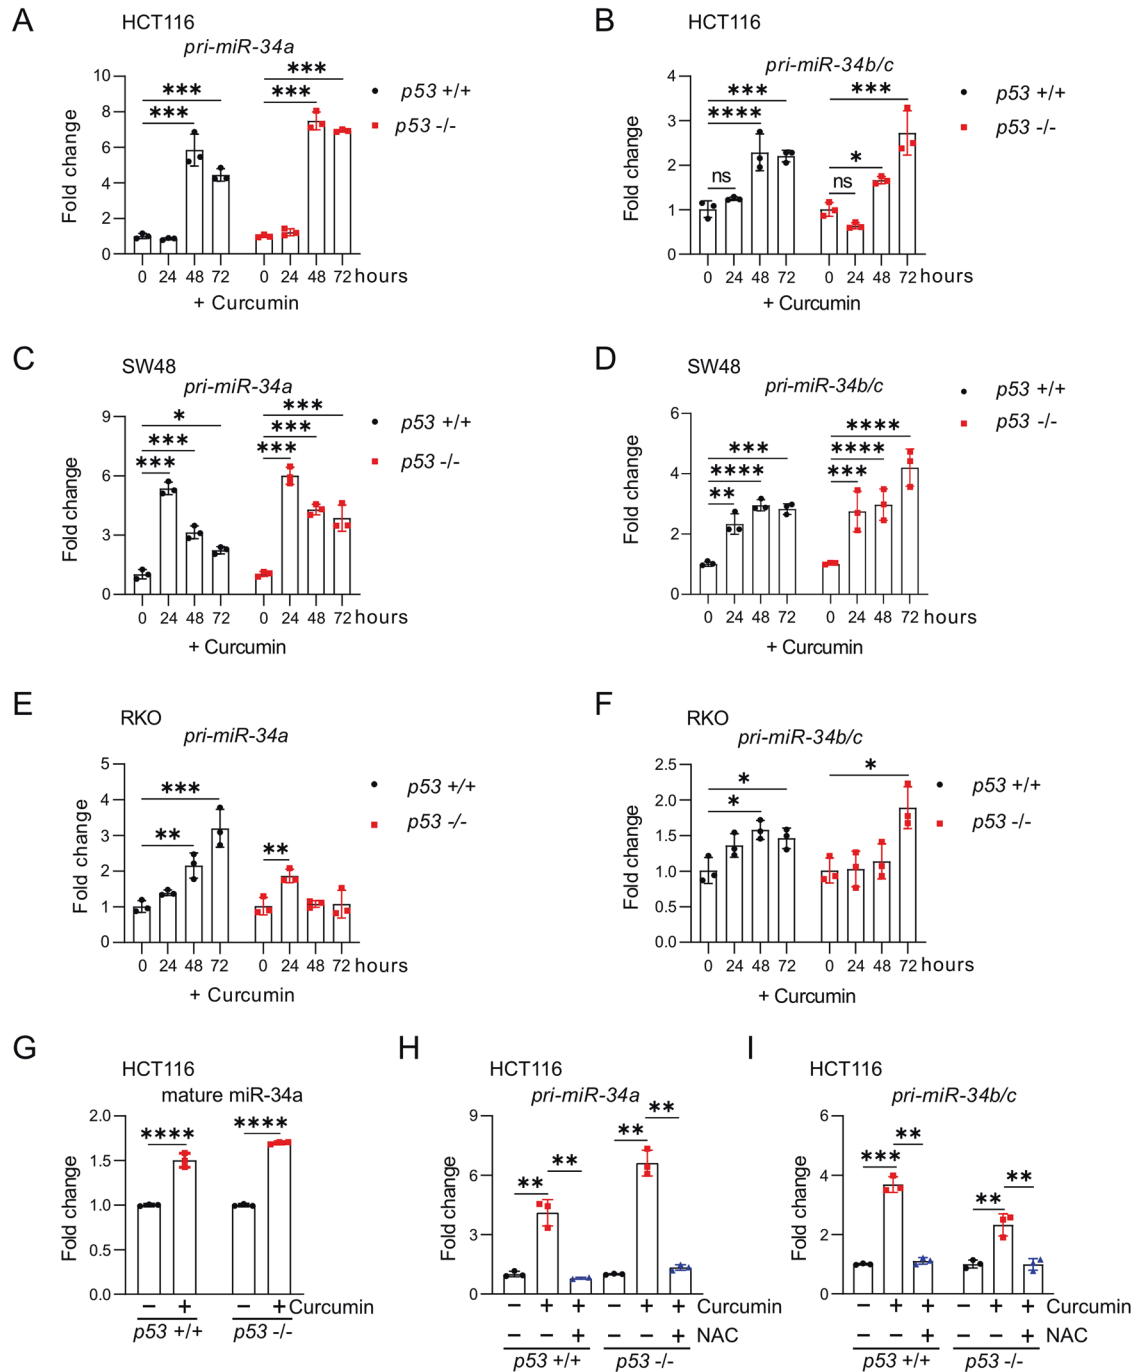 A
HCT116
pri-miR-34a
Fold change
10
8
6
4
2
0
***
***
***
***
p53 +/+
p53 -/-
0 24 48 72 0 24 48 72 hours
+ Curcumin
B
HCT116
pri-miR-34b/c
Fold change
4
3
2
1
0
***
****
ns
***
*
ns
p53 +/+
p53 -/-
0 24 48 72 0 24 48 72 hours
+ Curcumin
C
SW48
pri-miR-34a
Fold change
9
6
3
0
*
***
***
***
***
***
p53 +/+
p53 -/-
0 24 48 72 0 24 48 72 hours
+ Curcumin
D
SW48
pri-miR-34b/c
Fold change
6
4
2
0
***
****
**
****
****
***
p53 +/+
p53 -/-
0 24 48 72 0 24 48 72 hours
+ Curcumin
E
RKO
pri-miR-34a
Fold change
5
4
3
2
1
0
***
**
**
p53 +/+
p53 -/-
0 24 48 72 0 24 48 72 hours
+ Curcumin
F
RKO
pri-miR-34b/c
Fold change
2.5
2.0
1.5
1.0
0.5
0.0
*
*
*
p53 +/+
p53 -/-
0 24 48 72 0 24 48 72 hours
+ Curcumin
G
HCT116
mature miR-34a
Fold change
2.0
1.5
1.0
0.5
0.0
**** ****
− + − + Curcumin
p53 +/+ p53 -/-
H
HCT116
pri-miR-34a
Fold change
9
6
3
0
** ** ** **
− + + − + + Curcumin
− − + − − + NAC
p53 +/+ p53 -/-
I
HCT116
pri-miR-34b/c
Fold change
6
4
2
0
*** ** ** **
− + + − + + Curcumin
− − + − − + NAC
p53 +/+ p53 -/-